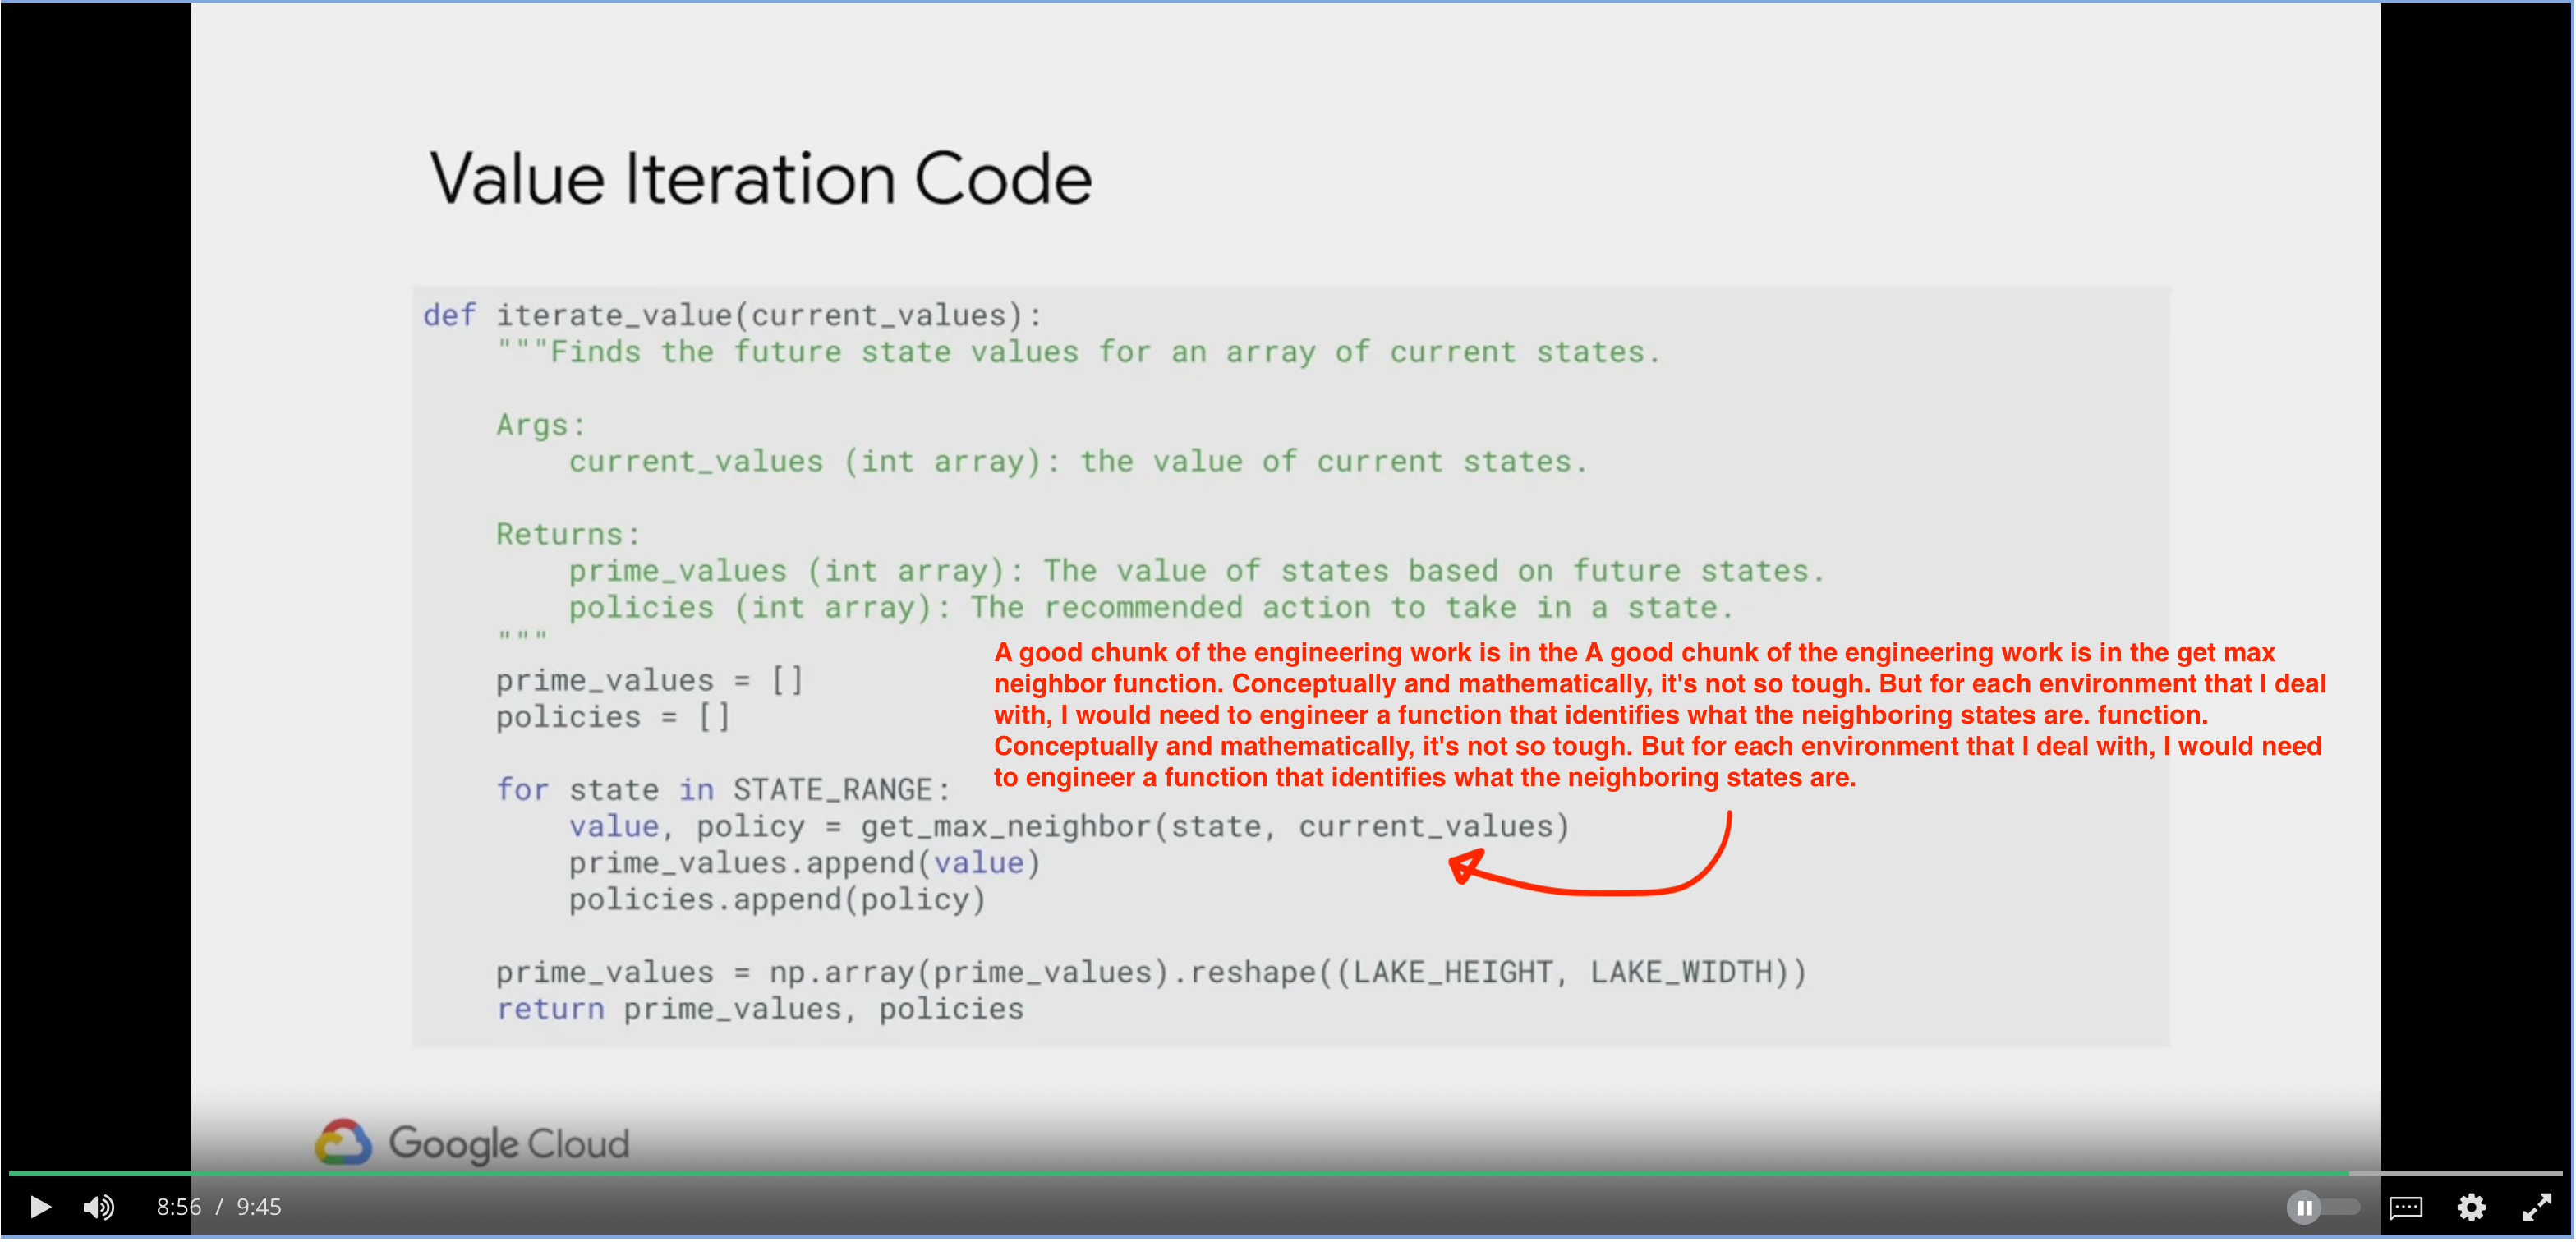 Value Iteration Code
def iterate_value(current_values):
"""Finds the future state values for an array of current states.
Args:
current_values (int array): the value of current states.
Returns:
prime_values (int array): The value of states based on future states.
policies (int array): The recommended action to take in a state.
"""
prime_values = []
policies = []
A good chunk of the engineering work is in the A good chunk of the engineering work is in the get max
neighbor function. Conceptually and mathematically, it's not so tough. But for each environment that I deal
with, I would need to engineer a function that identifies what the neighboring states are. function.
Conceptually and mathematically, it's not so tough. But for each environment that I deal with, I would need
to engineer a function that identifies what the neighboring states are.
for state in STATE_RANGE:
value, policy = get_max_neighbor(state, current_values)
prime_values.append(value)
policies.append(policy)
prime_values = np.array(prime_values).reshape((LAKE_HEIGHT, LAKE_WIDTH))
return prime_values, policies
Google Cloud
8:56 / 9:45